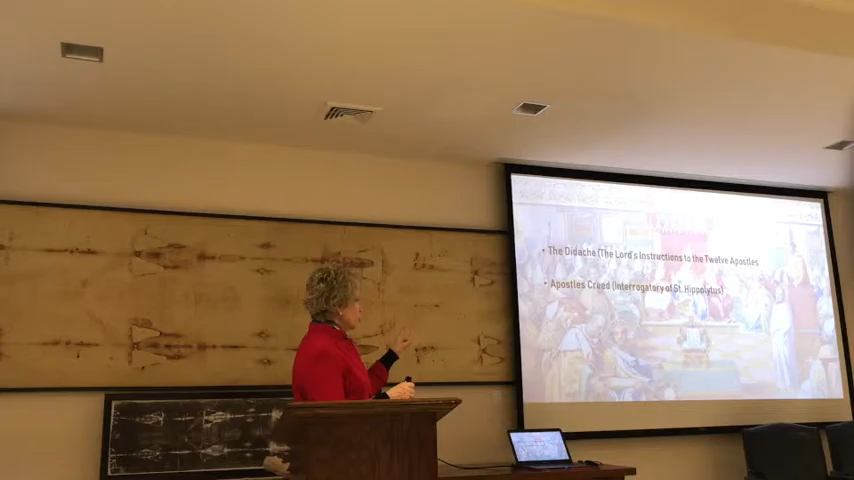 • The Didache (The Lord's Instructions to the Twelve Apostles
• Apostles Creed (Interrogatory of St. Hippolytus)